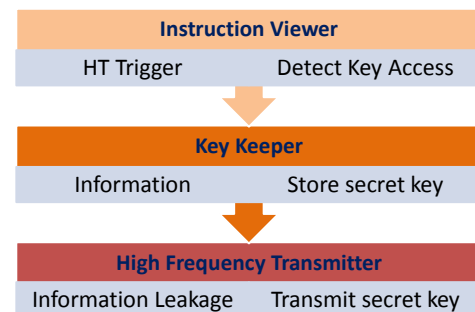 Instruction Viewer
HT Trigger Detect Key Access
Key Keeper
Information Store secret key
High Frequency Transmitter
Information Leakage Transmit secret key